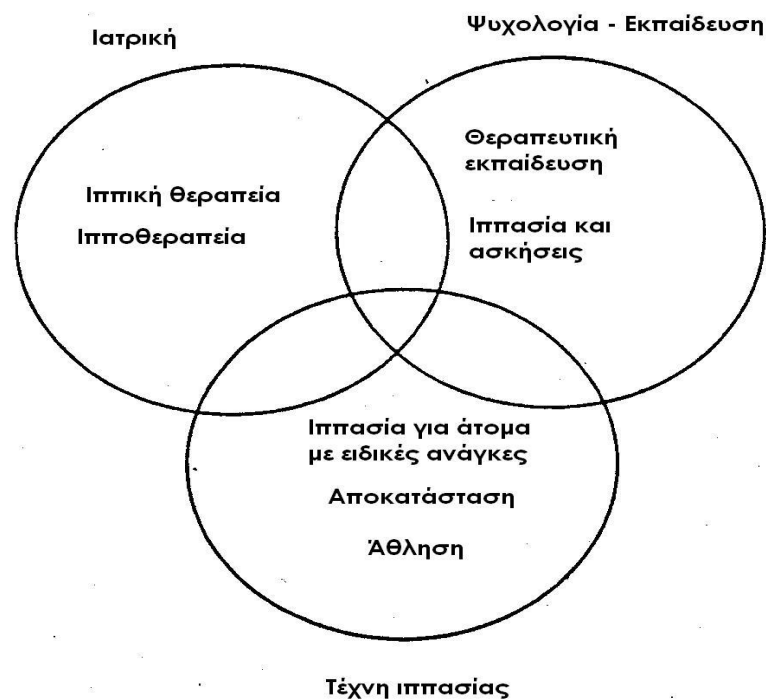 Ιατρική
Ψυχολογία - Εκπαίδευση
Θεραπευτική
εκπαίδευση
Ιππική θεραπεία
Ιπποθεραπεία
Ιππασία και
ασκήσεις
Ιππασία για άτομα
με ειδικές ανάγκες
Αποκατάσταση
Άθληση
Τέχνη ιππασίας